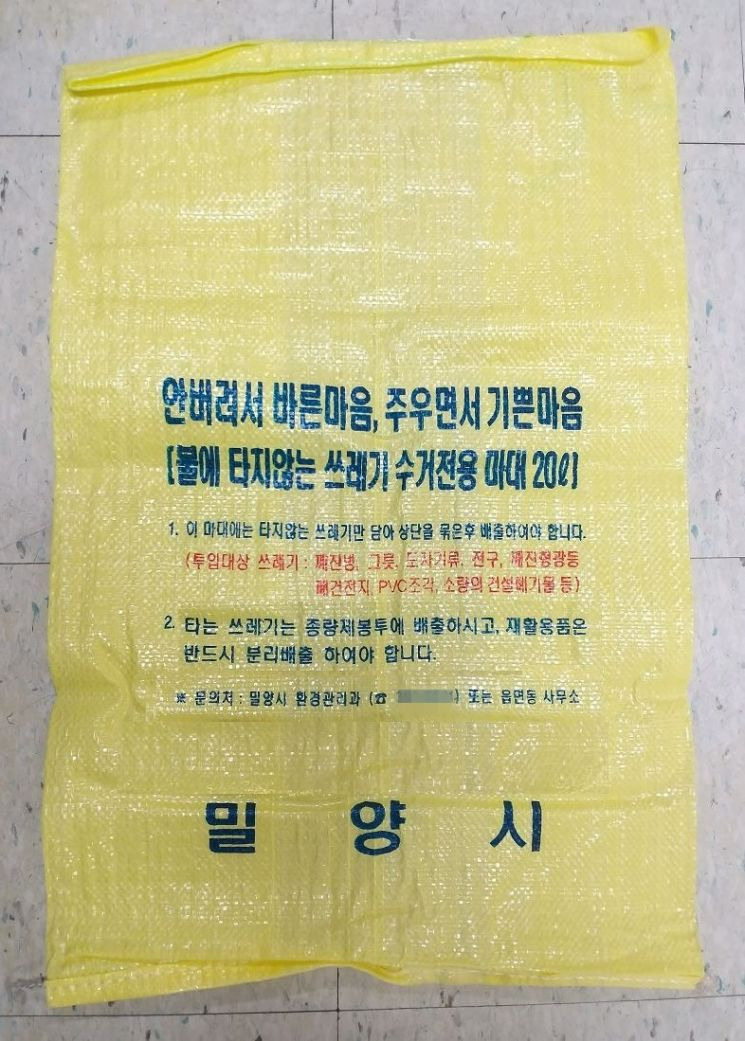 안버려서 바른마음, 주우면서 기쁜마음
[불에 타지않는 쓰레기 수거전용 마대 20ℓ]
1. 이 마대에는 타지않는 쓰레기만 담아 상단을 묶은후 배출하여야 합니다.
(투입대상 쓰레기 : 깨진병, 그릇, 도자기류, 전구, 깨진형광등
폐건전지, PVC조각, 소량의 건설폐기물 등)
2. 타는 쓰레기는 종량제봉투에 배출하시고, 재활용품은
반드시 분리배출 하여야 합니다.
※ 문의처 : 밀양시 환경관리과 (☎ ) 또는 읍면동 사무소
밀 양 시